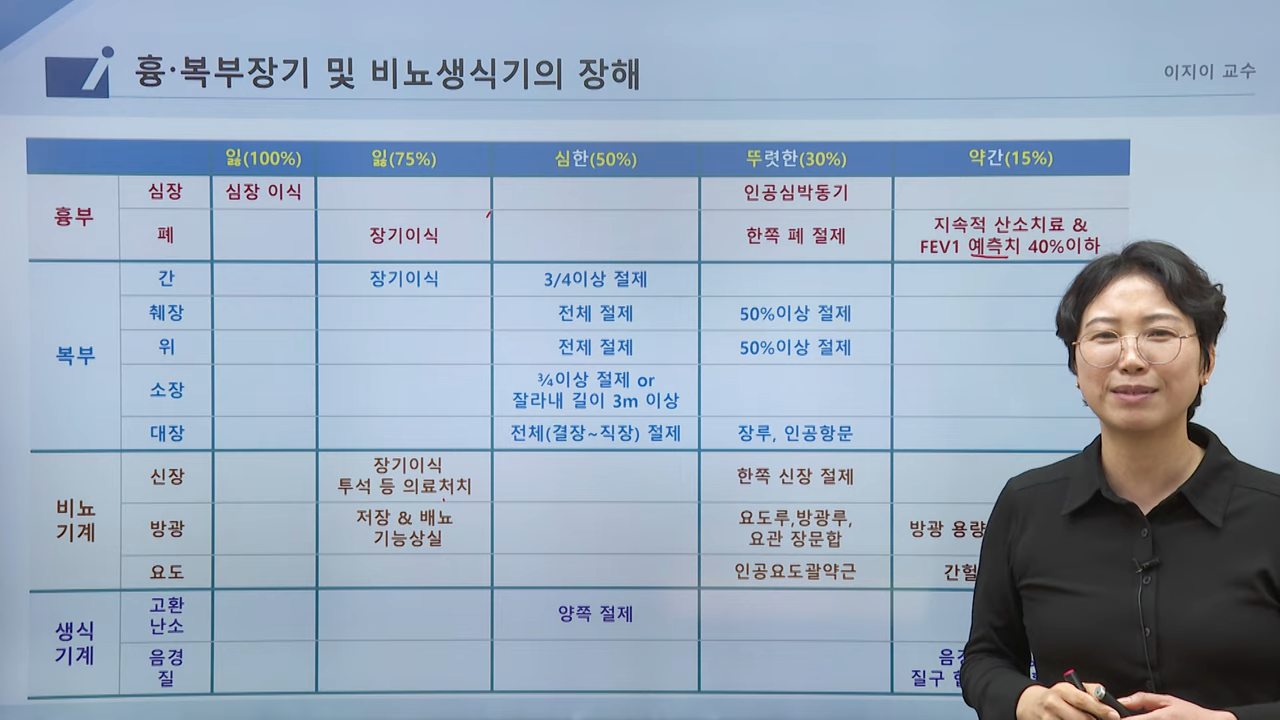 흉·복부장기 및 비뇨생식기의 장해
이지이 교수
잃(100%) 잃(75%) 심한(50%) 뚜렷한(30%) 약간(15%)
흉부
심장 심장 이식 인공심박동기
폐 장기이식 한쪽 폐 절제 지속적 산소치료 &
FEV1 예측치 40%이하
복부
간 장기이식 3/4이상 절제
췌장 전체 절제 50%이상 절제
위 전제 절제 50%이상 절제
소장 ¾이상 절제 or
잘라내 길이 3m 이상
대장 전체(결장~직장) 절제 장루, 인공항문
비뇨
기계
신장 장기이식
투석 등 의료처치 한쪽 신장 절제
방광 저장 & 배뇨
기능상실 요도루,방광루,
요관 장문합 방광 용량
요도 인공요도괄약근
생식
기계
고환
난소 양쪽 절제
음경
질
질구